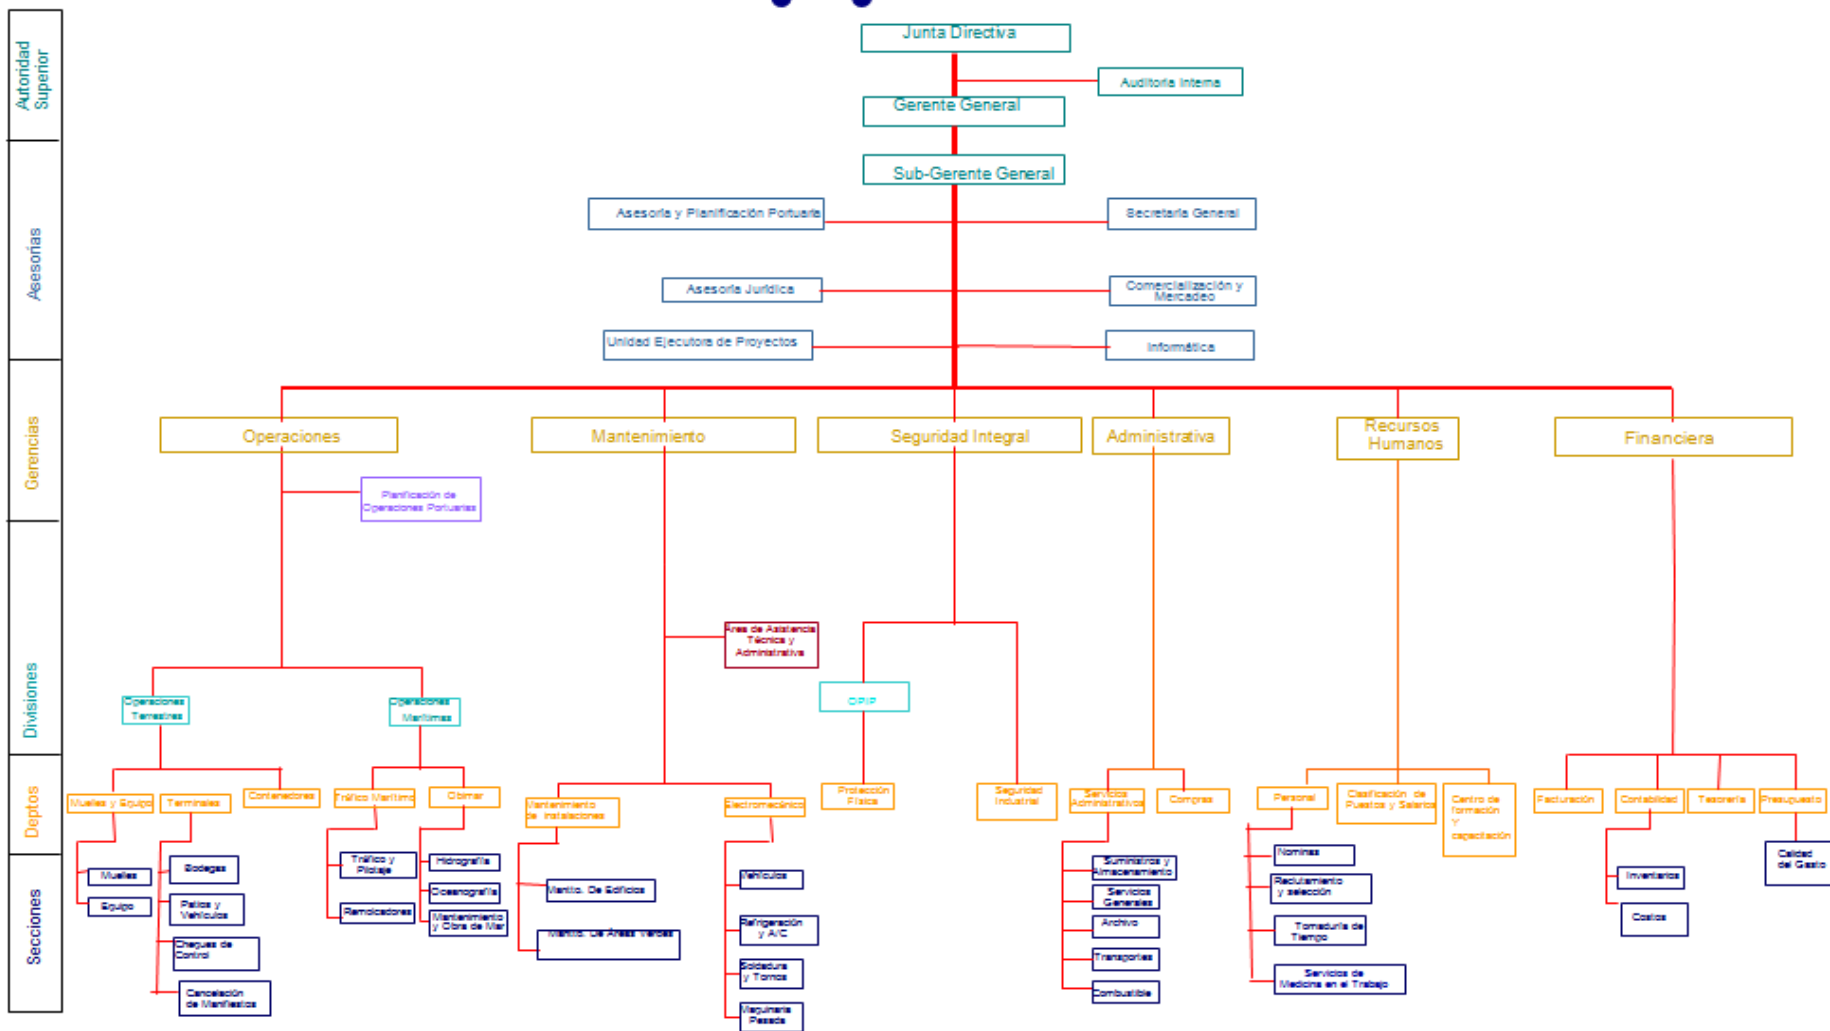 Autoridad
Superior
Junta Directiva
Auditoria Interna
Gerente General
Sub-Gerente General
Asesorías
Asesoría y Planificación Portuaria
Secretaría General
Asesoría Jurídica
Comercialización y
Mercadeo
Unidad Ejecutora de Proyectos
Informática
Gerencias
Operaciones
Mantenimiento
Seguridad Integral
Administrativa
Recursos
Humanos
Financiera
Planificación de
Operaciones Portuarias
Área de Asistencia
Técnica y
Administrativa
Divisiones
Operaciones
Terrestres
Operaciones
Marítimas
OPIP
Deptos
Muelles y Equipo
Terminales
Contenedores
Tráfico Marítimo
Obimar
Mantenimiento
de Instalaciones
Electromecánico
Protección
Física
Seguridad
Industrial
Servicios
Administrativos
Compras
Personal
Clasificación de
Puestos y Salarios
Centro de
formación
Y
capacitación
Facturación
Contabilidad
Tesorería
Presupuesto
Secciones
Muelles
Equipo
Bodegas
Patios y
Vehículos
Cheques de
Control
Cancelación
de Manifiestos
Tráfico y
Pilotaje
Remolcadores
Hidrografía
Oceanografía
Mantenimiento
y Obra de Mar
Mantto. De Edificios
Mantto. De Áreas Verdes
Vehículos
Refrigeración
y A/C
Soldadura
y Tornos
Maquinaria
Pesada
Suministros y
Almacenamiento
Servicios
Generales
Archivo
Transportes
Combustible
Nominas
Reclutamiento
y selección
Tomaduría de
Tiempo
Servicios de
Medicina en el Trabajo
Inventarios
Costos
Calidad
del Gasto